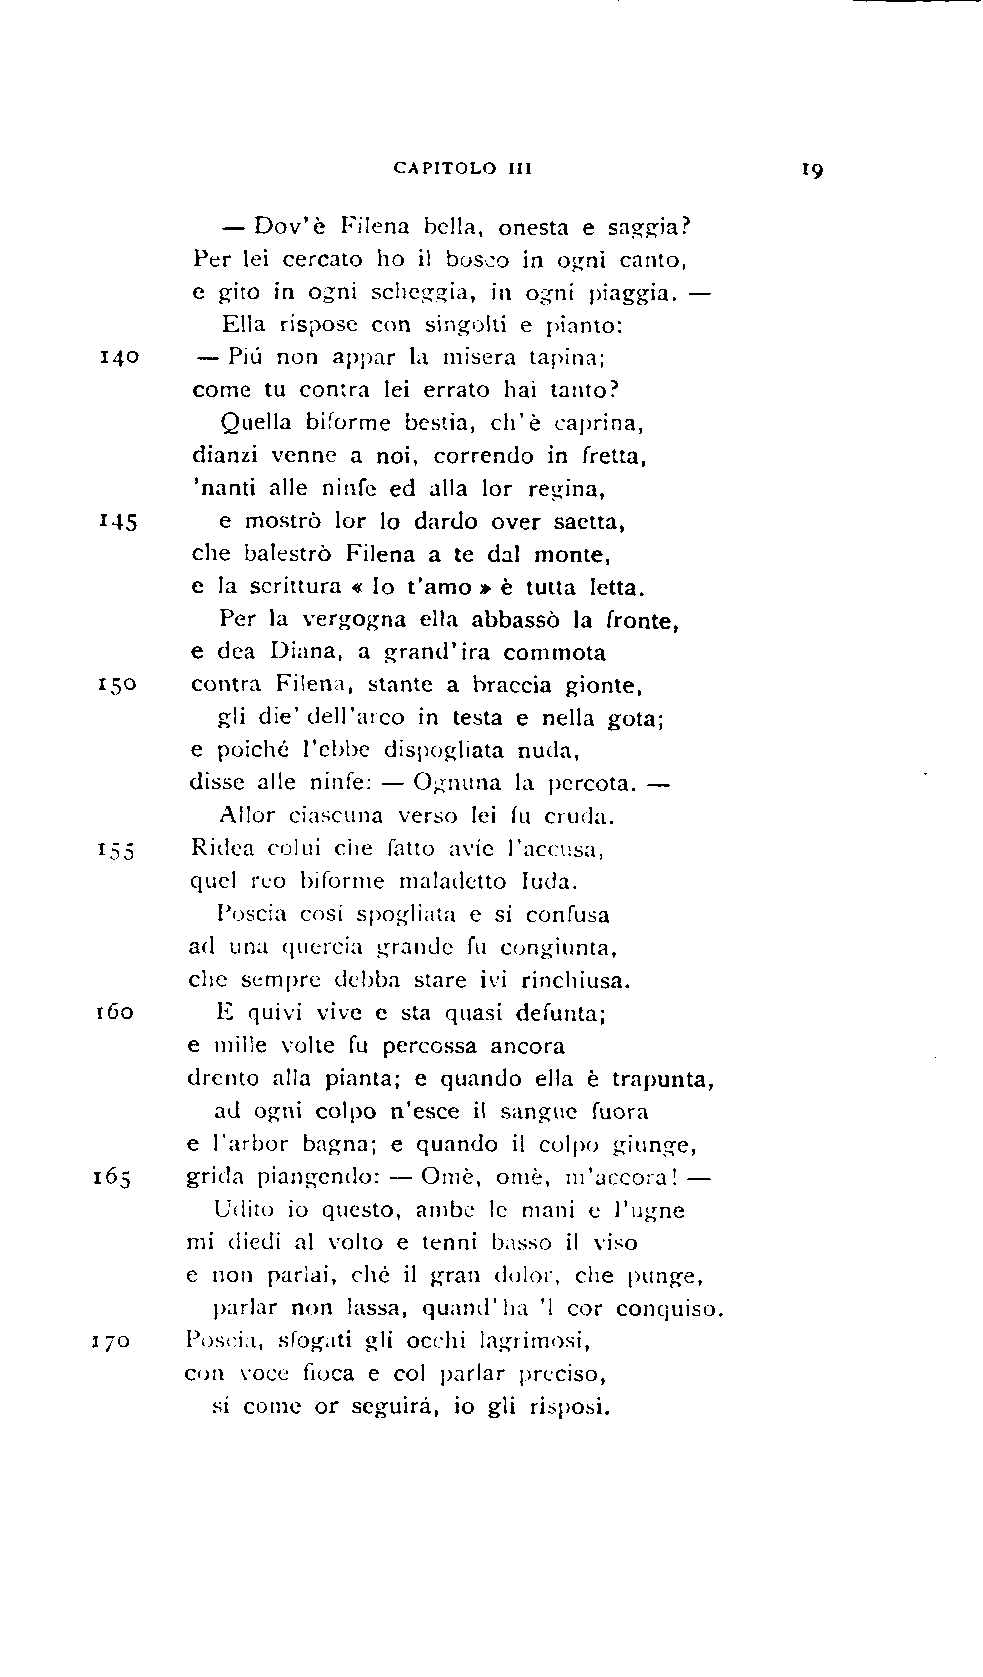 CAPITOLO III 19
— Dov'è Filena bella, onesta e saggia?
Per lei cercato ho il bosco in ogni canto,
e gito in ogni scheggia, in ogni piaggia. —
Ella rispose con singolti e pianto:
140 — Piú non appar la misera tapina;
come tu contra lei errato hai tanto?
Quella biforme bestia, ch'è caprina,
dianzi venne a noi, correndo in fretta,
'nanti alle ninfe ed alla lor regina,
145 e mostrò lor lo dardo over saetta,
che balestrò Filena a te dal monte,
e la scrittura « Io t'amo » è tutta letta.
Per la vergogna ella abbassò la fronte,
e dea Diana, a grand'ira commota
150 contra Filena, stante a braccia gionte,
gli die' dell'arco in testa e nella gota;
e poiché l'ebbe dispogliata nuda,
disse alle ninfe: — Ognuna la percota. —
Allor ciascuna verso lei fu cruda.
155 Ridea colui che fatto avíe l'accusa,
quel reo biforme maladetto Iuda.
Poscia cosí spogliata e sí confusa
ad una quercia grande fu congiunta,
che sempre debba stare ivi rinchiusa.
160 E quivi vive e sta quasi defunta;
e mille volte fu percossa ancora
drento alla pianta; e quando ella è trapunta,
ad ogni colpo n'esce il sangue fuora
e l'arbor bagna; e quando il colpo giunge,
165 grida piangendo: — Omè, omè, m'accora! —
Udito io questo, ambe le mani e l'ugne
mi diedi al volto e tenni basso il viso
e non parlai, ché il gran dolor, che punge,
parlar non lassa, quand'ha 'l cor conquiso.
170 Poscia, sfogati gli occhi lagrimosi,
con voce fioca e col parlar preciso,
sí come or seguirá, io gli risposi.